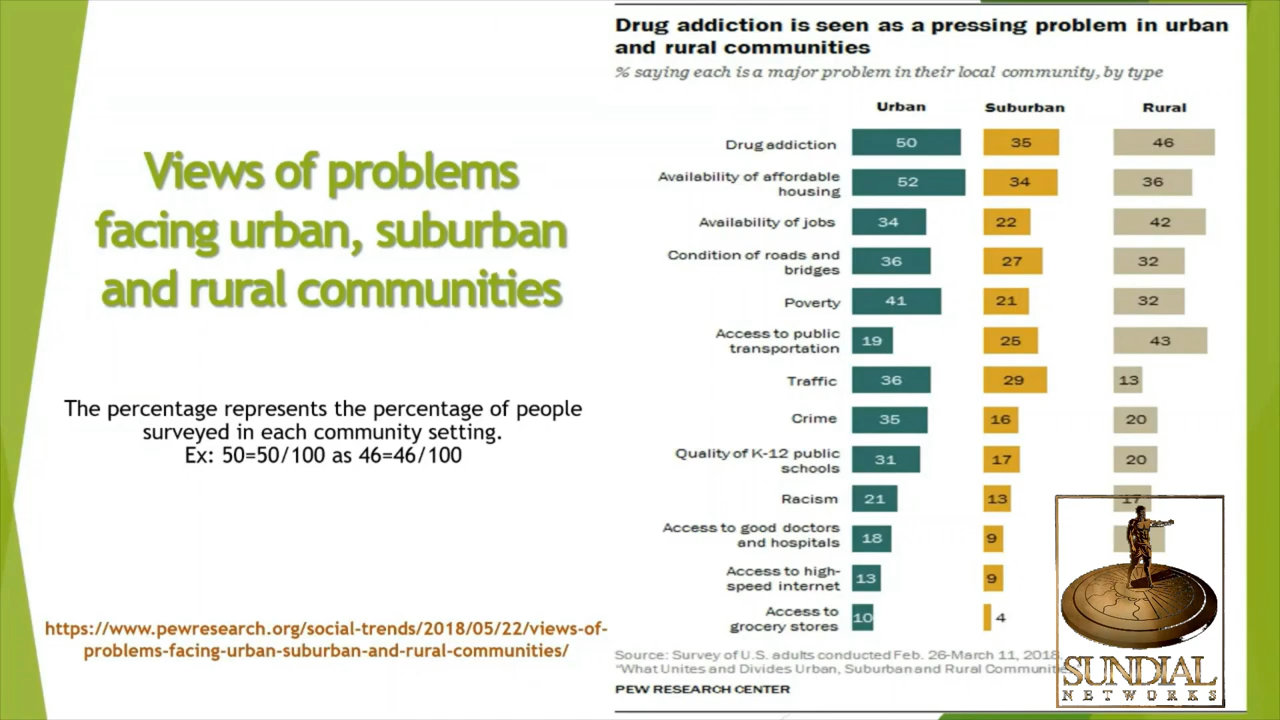 Views of problems
facing urban, suburban
and rural communities
The percentage represents the percentage of people
surveyed in each community setting.
Ex: 50=50/100 as 46=46/100
https://www.pewresearch.org/social-trends/2018/05/22/views-of-
problems-facing-urban-suburban-and-rural-communities/
Drug addiction is seen as a pressing problem in urban
and rural communities
% saying each is a major problem in their local community, by type
Urban Suburban Rural
Drug addiction 50 35 46
Availability of affordable
housing 52 34 36
Availability of jobs 34 22 42
Condition of roads and
bridges 36 27 32
Poverty 41 21 32
Access to public
transportation 19 25 43
Traffic 36 29 13
Crime 35 16 20
Quality of K-12 public
schools 31 17 20
Racism 21 13 17
Access to good doctors
and hospitals 18 9
Access to high-
speed internet 13 9
Access to
grocery stores 10 4
Source: Survey of U.S. adults conducted Feb. 26-March 11, 2018.
"What Unites and Divides Urban, Suburban and Rural
PEW RESEARCH CENTER
SUNDIAL
NETWORKS